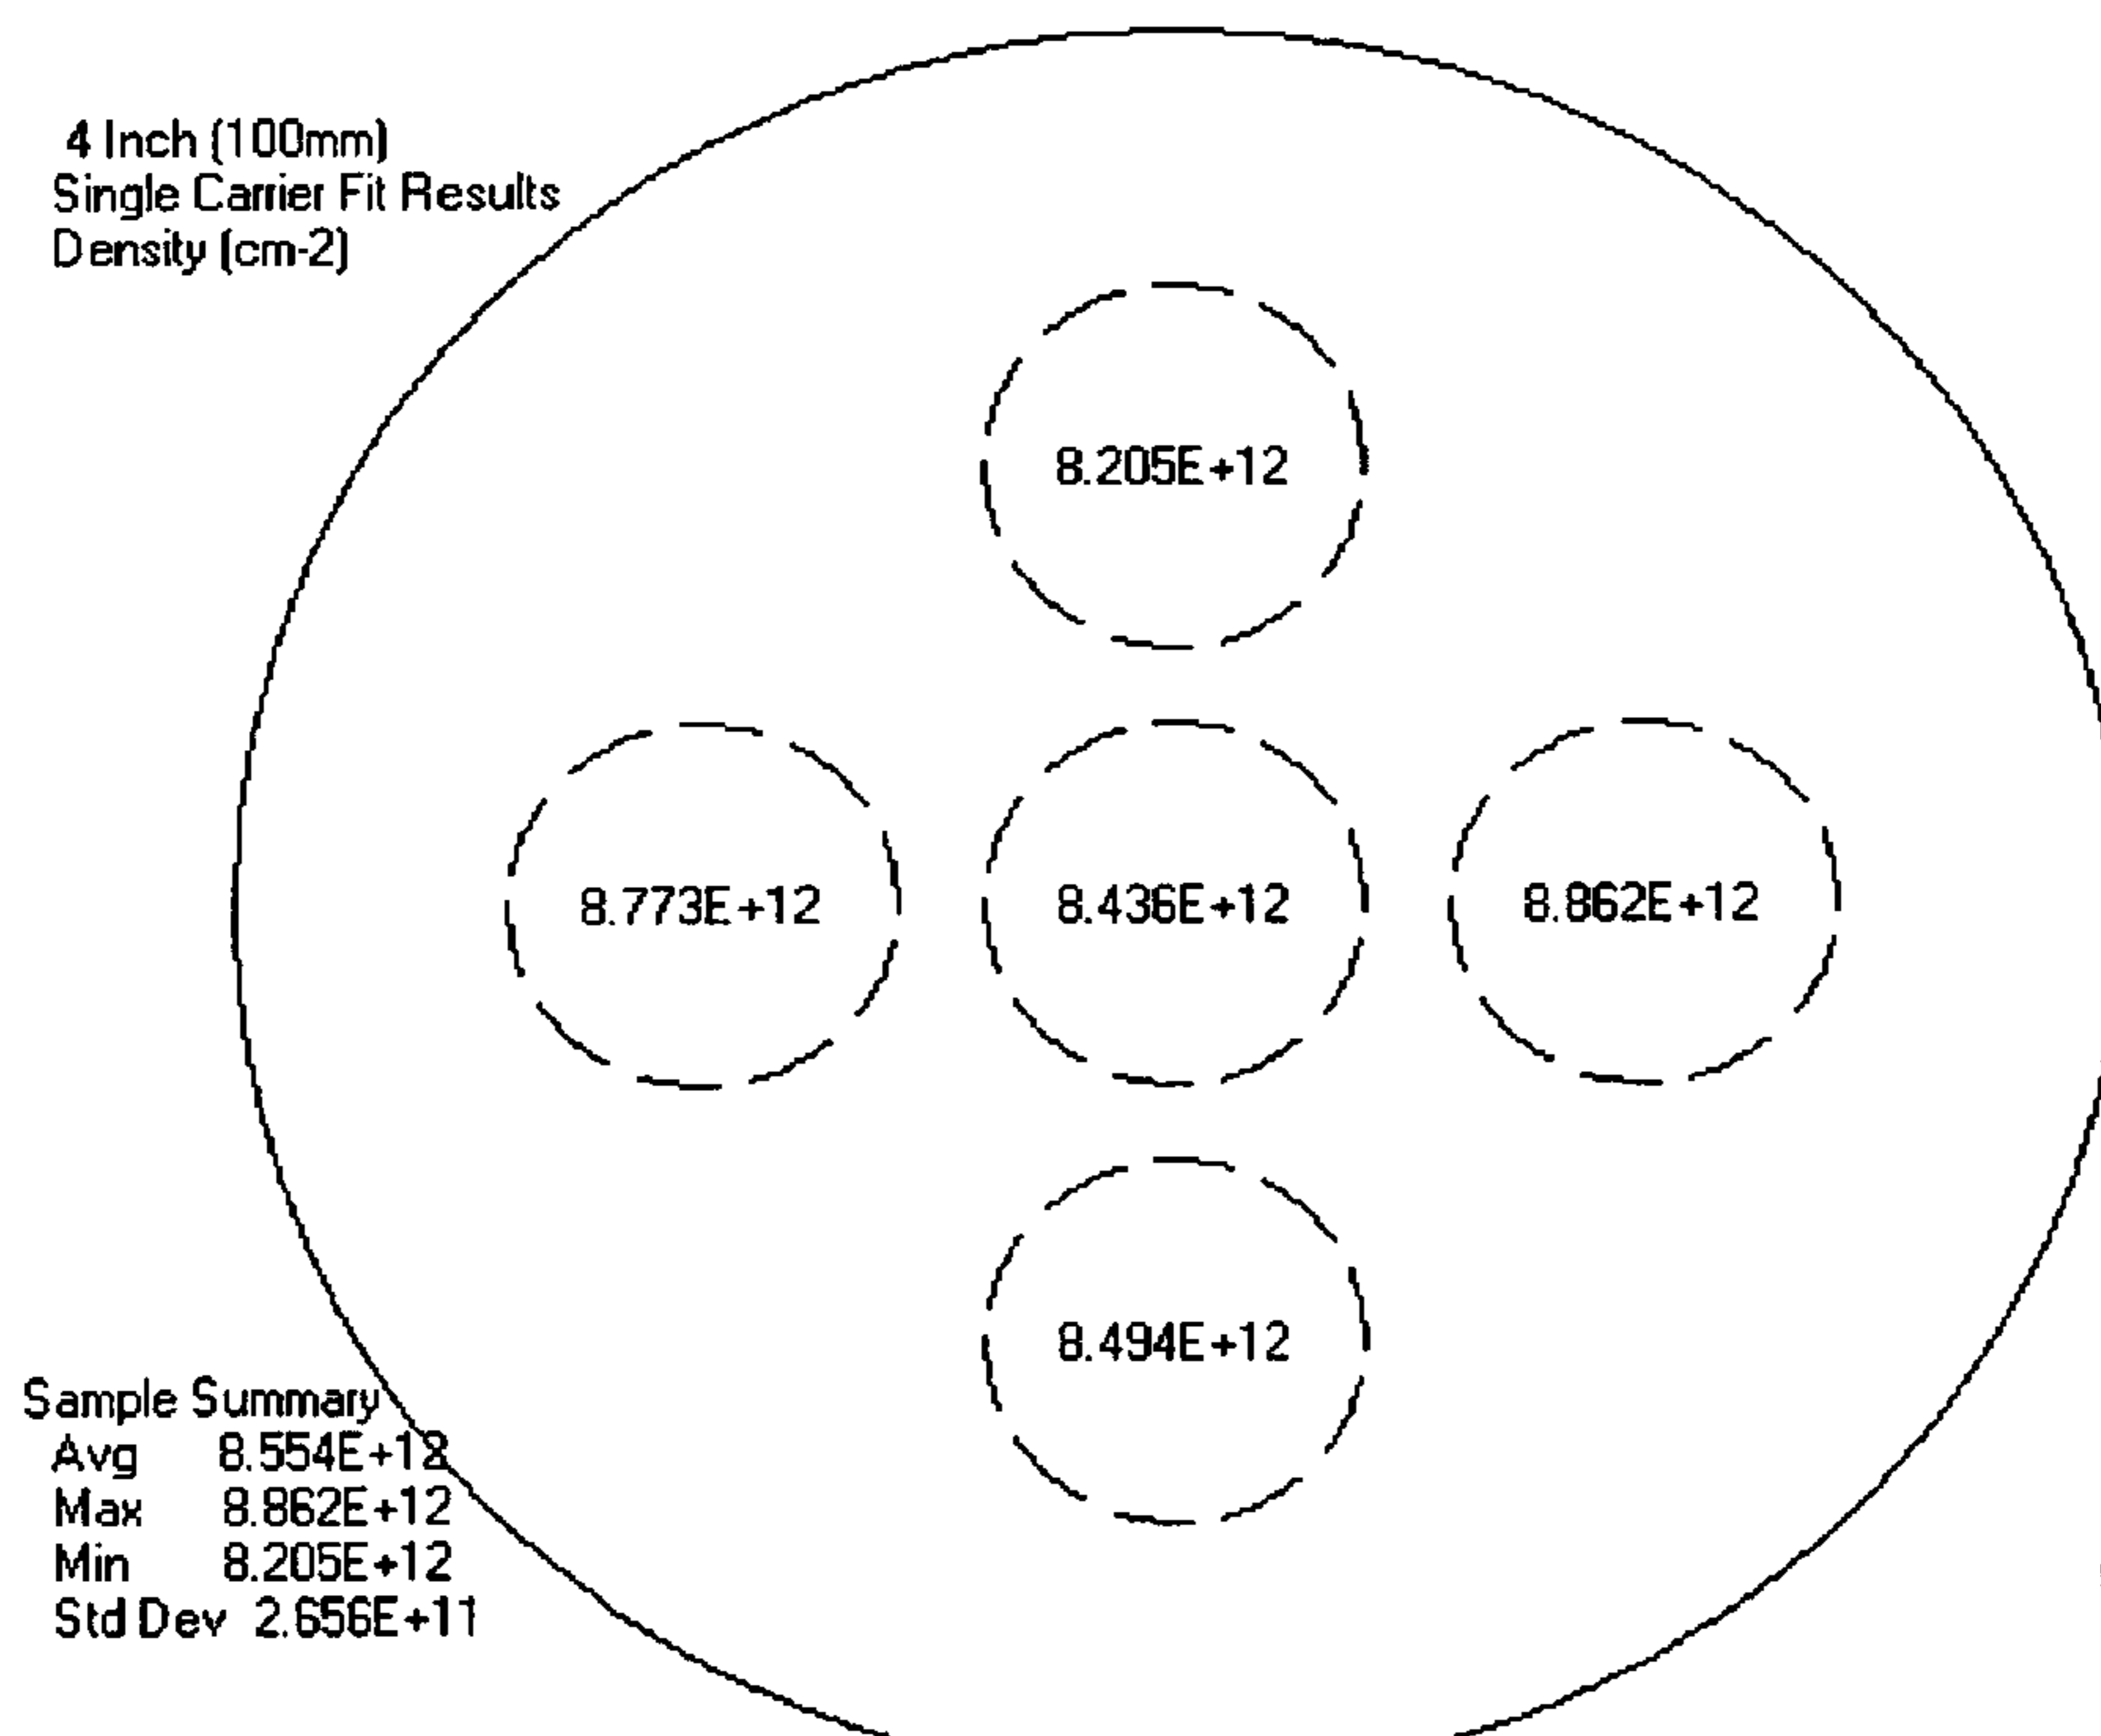 4 Inch (100mm)
Single Carrier Fit Results
Density (cm-2)
8.205E+12
8.773E+12 8.436E+12 8.862E+12
8.494E+12
Sample Summary
Avg 8.554E+12
Max 8.862E+12
Min 8.205E+12
Std Dev 2.656E+11